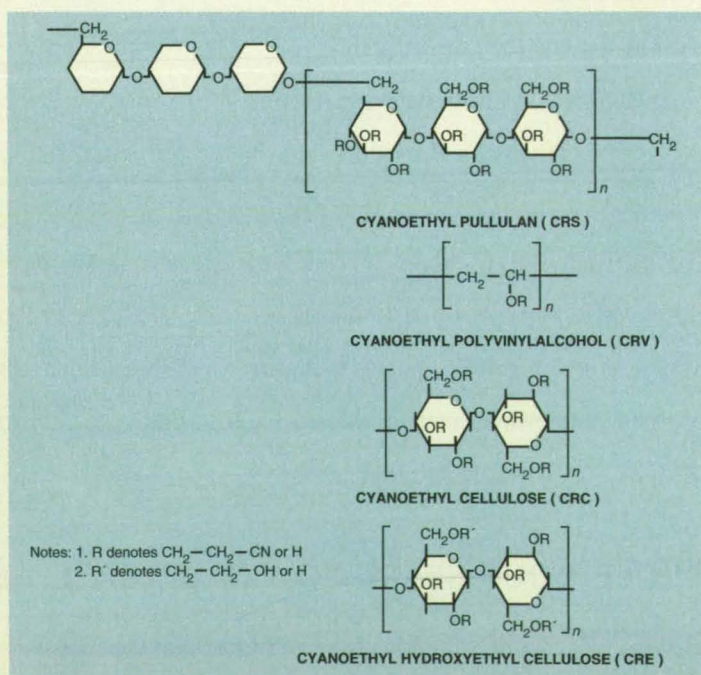 CH2
O O O
O O O
CH2 CH2OR CH2OR
O O O
OR OR OR
RO O O O CH2
OR OR OR
n
CYANOETHYL PULLULAN ( CRS )
CH2 — CH
OR
n
CYANOETHYL POLYVINYLALCOHOL ( CRV )
CH2OR OR
O O OR
O OR O
OR CH2OR
n
CYANOETHYL CELLULOSE ( CRC )
Notes: 1. R denotes CH2—CH2—CN or H
2. R´ denotes CH2—CH2—OH or H
CH2OR´ OR
O O OR
O OR O
OR CH2OR´
n
CYANOETHYL HYDROXYETHYL CELLULOSE ( CRE )